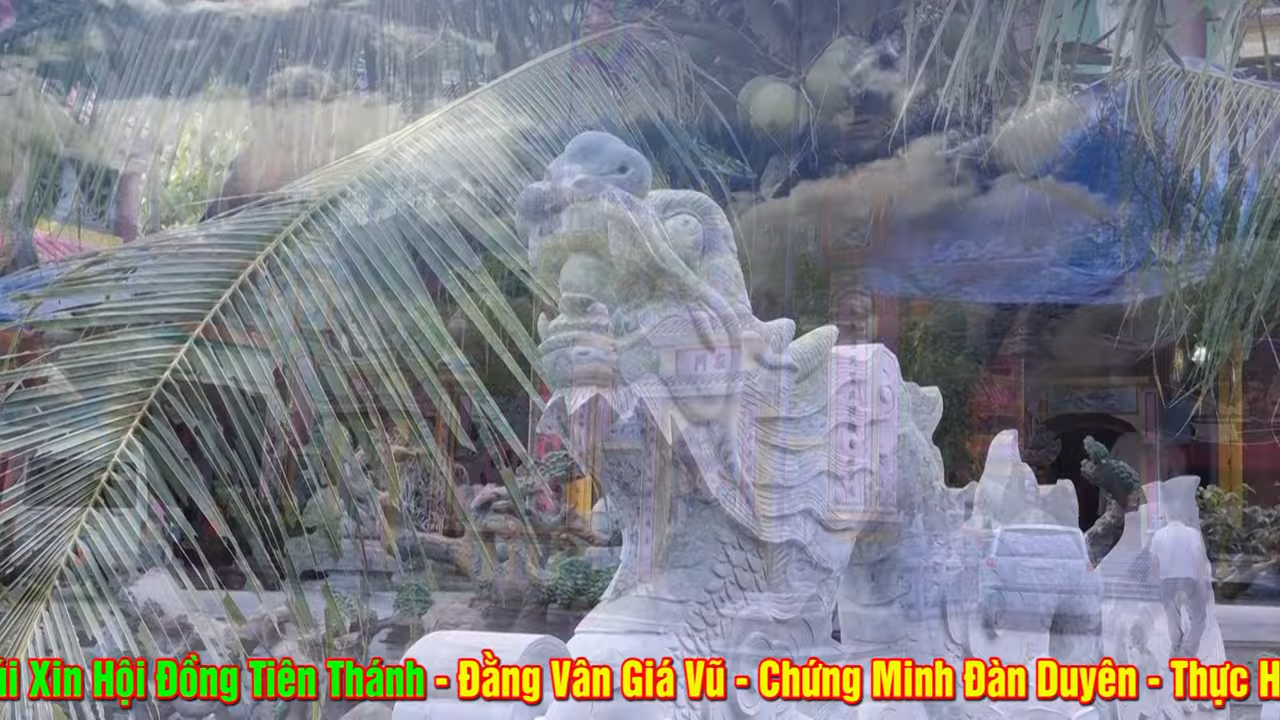 Xin Hội Đồng Tiên Thánh - Đằng Vân Giá Vũ - Chứng Minh Đàn Duyên - Thực